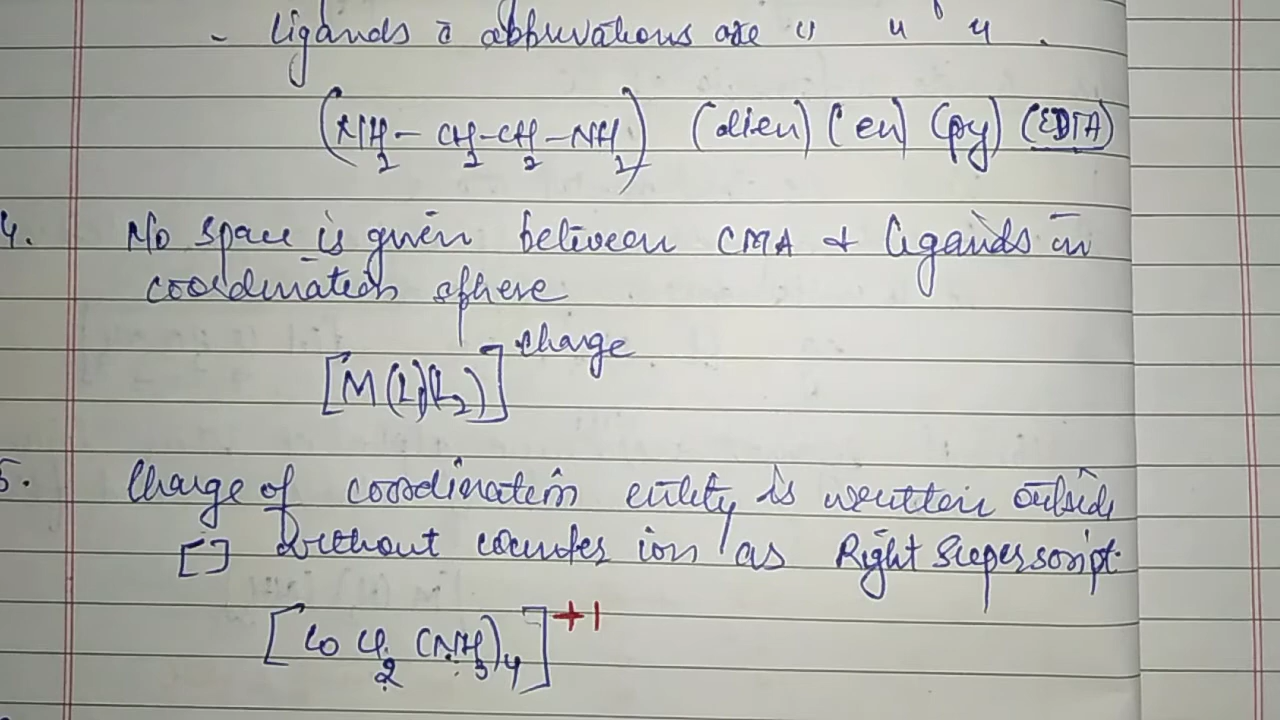 - ligands c̄ abbrivations are " " " .
(NH₂ - CH₂-CH₂-NH₂) (dien) (en) (py) (EDTA)
4. No space is given between CMA & ligands in
coordination sphere
[M(L₁)(L₂)]charge
5. Charge of coordination entity is written outside
[ ] without counter ion as Right Superscript.
[Co Cl₂ (NH₃)₄]⁺¹